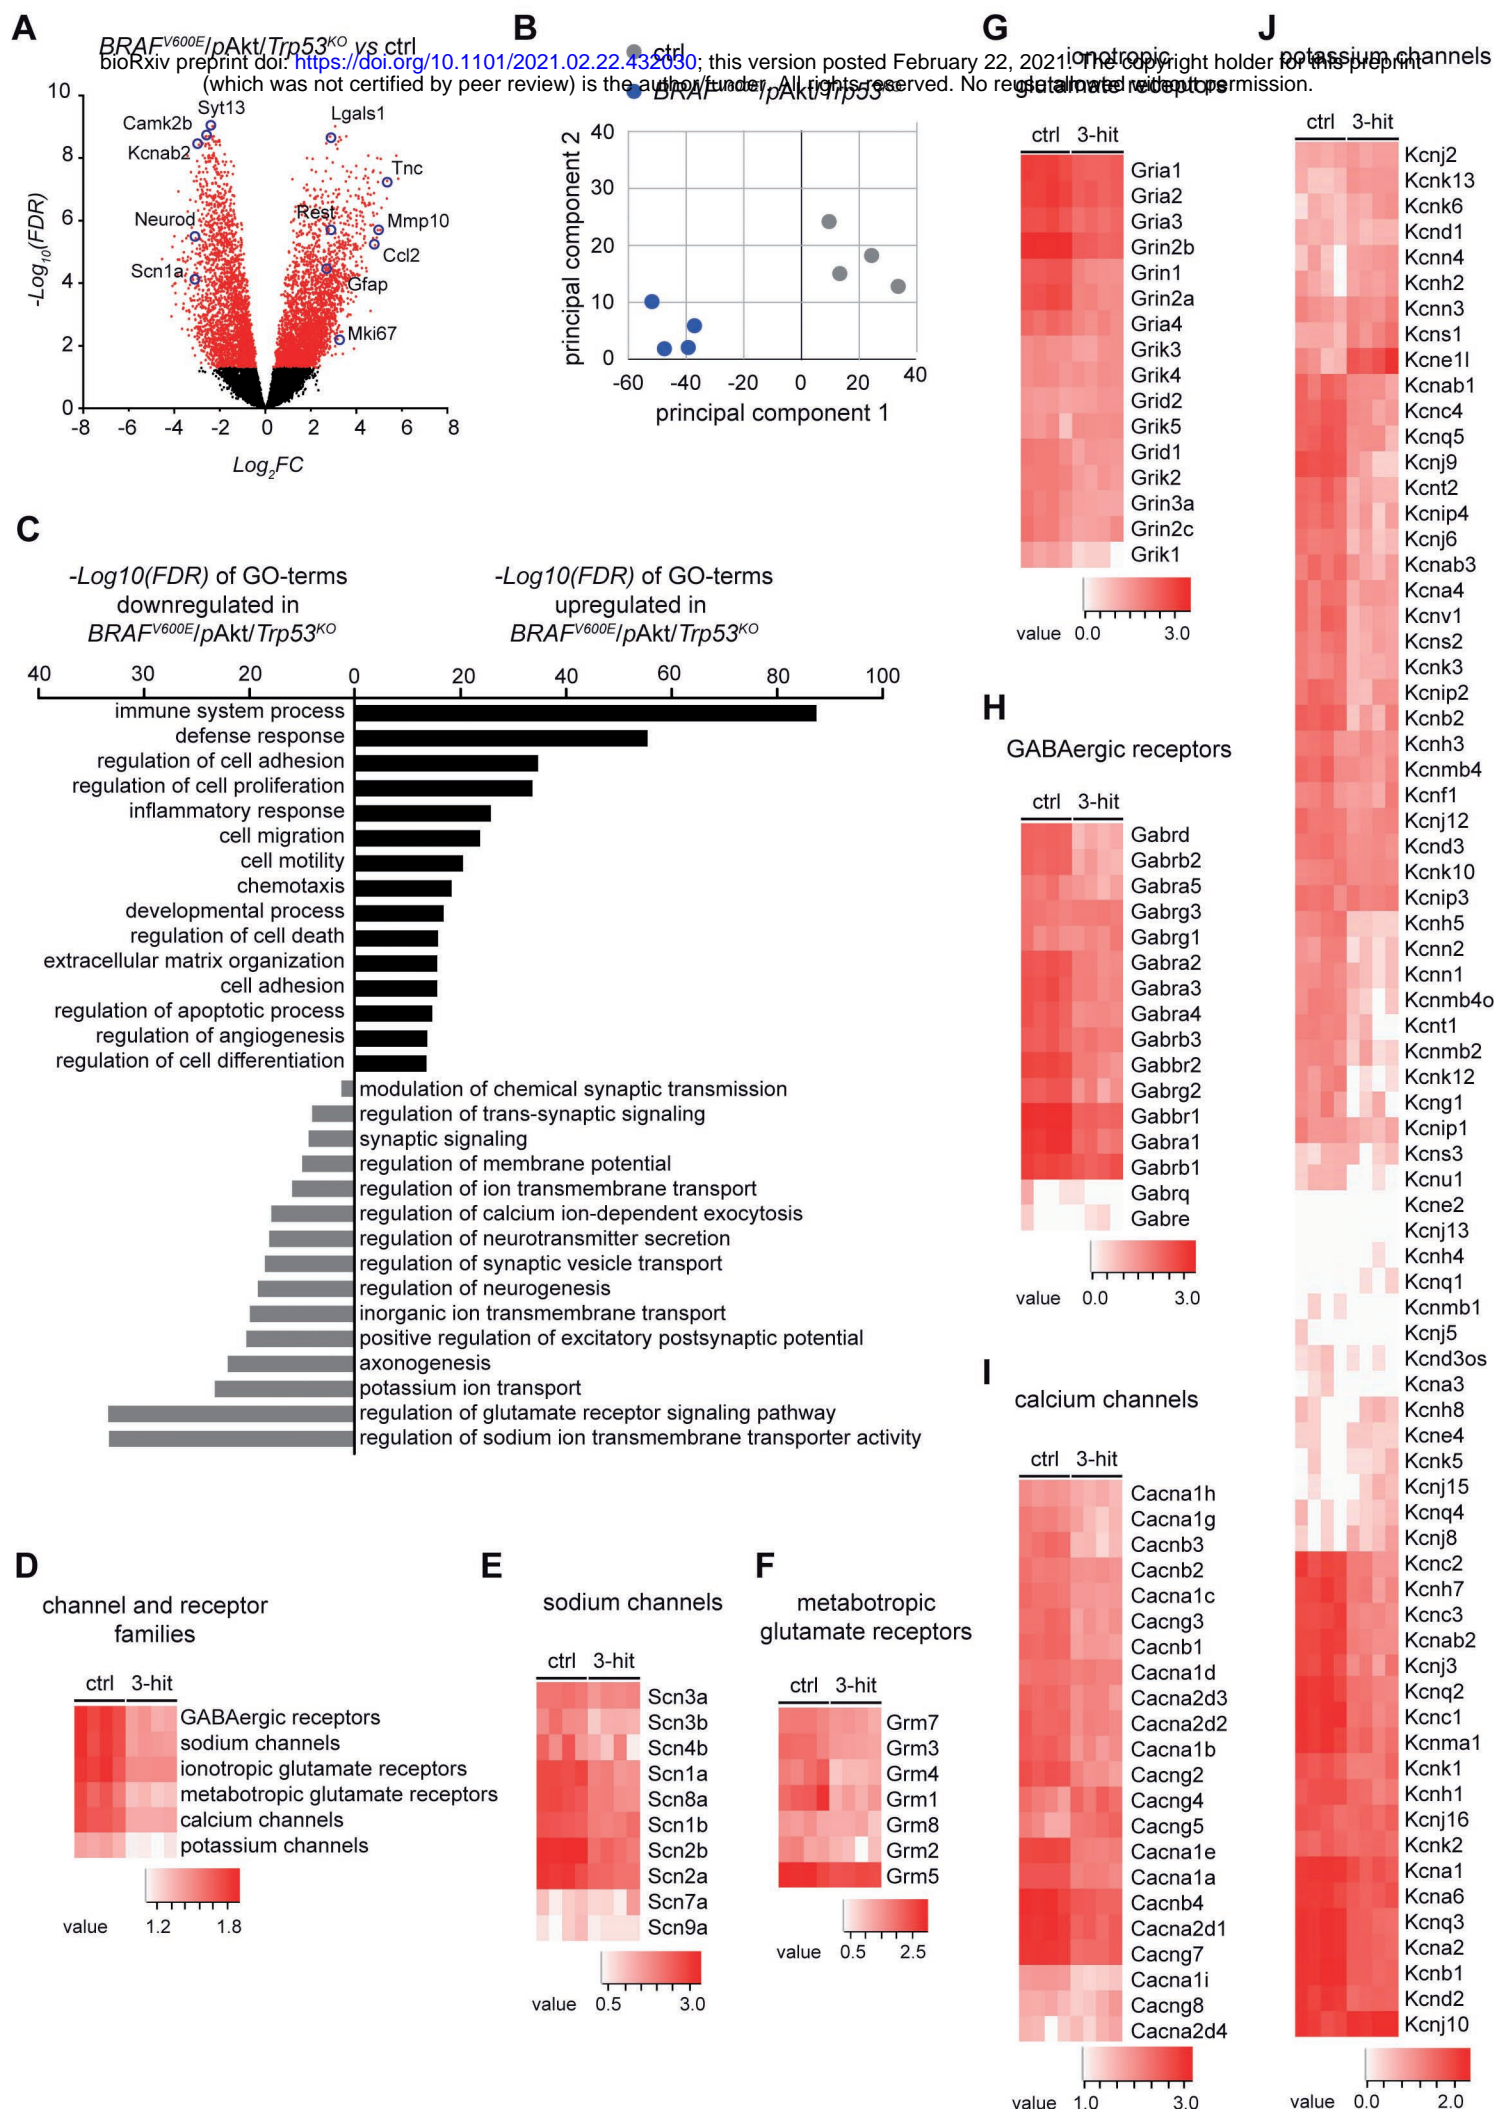 A
BRAFV600E/pAkt/Trp53KO vs ctrl
bioRxiv preprint doi: https://doi.org/10.1101/2021.02.22.432030; this version posted February 22, 2021. The copyright holder for this preprint
(which was not certified by peer review) is the author/funder. All rights reserved. No reuse allowed without permission.
-Log10(FDR)
10
8
6
4
2
0
Syt13
Camk2b
Kcnab2
Neurod
Scn1a
Lgals1
Tnc
Rest
Mmp10
Ccl2
Gfap
Mki67
-8 -6 -4 -2 0 2 4 6 8
Log2FC
B
ctrl
BRAFV600E/pAkt/Trp53KO
principal component 2
40
30
20
10
0
-60 -40 -20 0 20 40
principal component 1
C
-Log10(FDR) of GO-terms
downregulated in
BRAFV600E/pAkt/Trp53KO
-Log10(FDR) of GO-terms
upregulated in
BRAFV600E/pAkt/Trp53KO
40 30 20 0 20 40 60 80 100
immune system process
defense response
regulation of cell adhesion
regulation of cell proliferation
inflammatory response
cell migration
cell motility
chemotaxis
developmental process
regulation of cell death
extracellular matrix organization
cell adhesion
regulation of apoptotic process
regulation of angiogenesis
regulation of cell differentiation
modulation of chemical synaptic transmission
regulation of trans-synaptic signaling
synaptic signaling
regulation of membrane potential
regulation of ion transmembrane transport
regulation of calcium ion-dependent exocytosis
regulation of neurotransmitter secretion
regulation of synaptic vesicle transport
regulation of neurogenesis
inorganic ion transmembrane transport
positive regulation of excitatory postsynaptic potential
axonogenesis
potassium ion transport
regulation of glutamate receptor signaling pathway
regulation of sodium ion transmembrane transporter activity
D
channel and receptor
families
ctrl 3-hit
GABAergic receptors
sodium channels
ionotropic glutamate receptors
metabotropic glutamate receptors
calcium channels
potassium channels
value 1.2 1.8
E
sodium channels
ctrl 3-hit
Scn3a
Scn3b
Scn4b
Scn1a
Scn8a
Scn1b
Scn2b
Scn2a
Scn7a
Scn9a
value 0.5 3.0
F
metabotropic
glutamate receptors
ctrl 3-hit
Grm7
Grm3
Grm4
Grm1
Grm8
Grm2
Grm5
value 0.5 2.5
G
ionotropic
glutamate receptors
ctrl 3-hit
Gria1
Gria2
Gria3
Grin2b
Grin1
Grin2a
Gria4
Grik3
Grik4
Grid2
Grik5
Grid1
Grik2
Grin3a
Grin2c
Grik1
value 0.0 3.0
H
GABAergic receptors
ctrl 3-hit
Gabrd
Gabrb2
Gabra5
Gabrg3
Gabrg1
Gabra2
Gabra3
Gabra4
Gabrb3
Gabbr2
Gabrg2
Gabbr1
Gabra1
Gabrb1
Gabrq
Gabre
value 0.0 3.0
I
calcium channels
ctrl 3-hit
Cacna1h
Cacna1g
Cacnb3
Cacnb2
Cacna1c
Cacng3
Cacnb1
Cacna1d
Cacna2d3
Cacna2d2
Cacna1b
Cacng2
Cacng4
Cacng5
Cacna1e
Cacna1a
Cacnb4
Cacna2d1
Cacng7
Cacna1i
Cacng8
Cacna2d4
value 1.0 3.0
J
potassium channels
ctrl 3-hit
Kcnj2
Kcnk13
Kcnk6
Kcnd1
Kcnn4
Kcnh2
Kcnn3
Kcns1
Kcne1l
Kcnab1
Kcnc4
Kcnq5
Kcnj9
Kcnt2
Kcnip4
Kcnj6
Kcnab3
Kcna4
Kcnv1
Kcns2
Kcnk3
Kcnip2
Kcnb2
Kcnh3
Kcnmb4
Kcnf1
Kcnj12
Kcnd3
Kcnk10
Kcnip3
Kcnh5
Kcnn2
Kcnn1
Kcnmb4o
Kcnt1
Kcnmb2
Kcnk12
Kcng1
Kcnip1
Kcns3
Kcnu1
Kcne2
Kcnj13
Kcnh4
Kcnq1
Kcnmb1
Kcnj5
Kcnd3os
Kcna3
Kcnh8
Kcne4
Kcnk5
Kcnj15
Kcnq4
Kcnj8
Kcnc2
Kcnh7
Kcnc3
Kcnab2
Kcnj3
Kcnq2
Kcnc1
Kcnma1
Kcnk1
Kcnh1
Kcnj16
Kcnk2
Kcna1
Kcna6
Kcnq3
Kcna2
Kcnb1
Kcnd2
Kcnj10
value 0.0 2.0